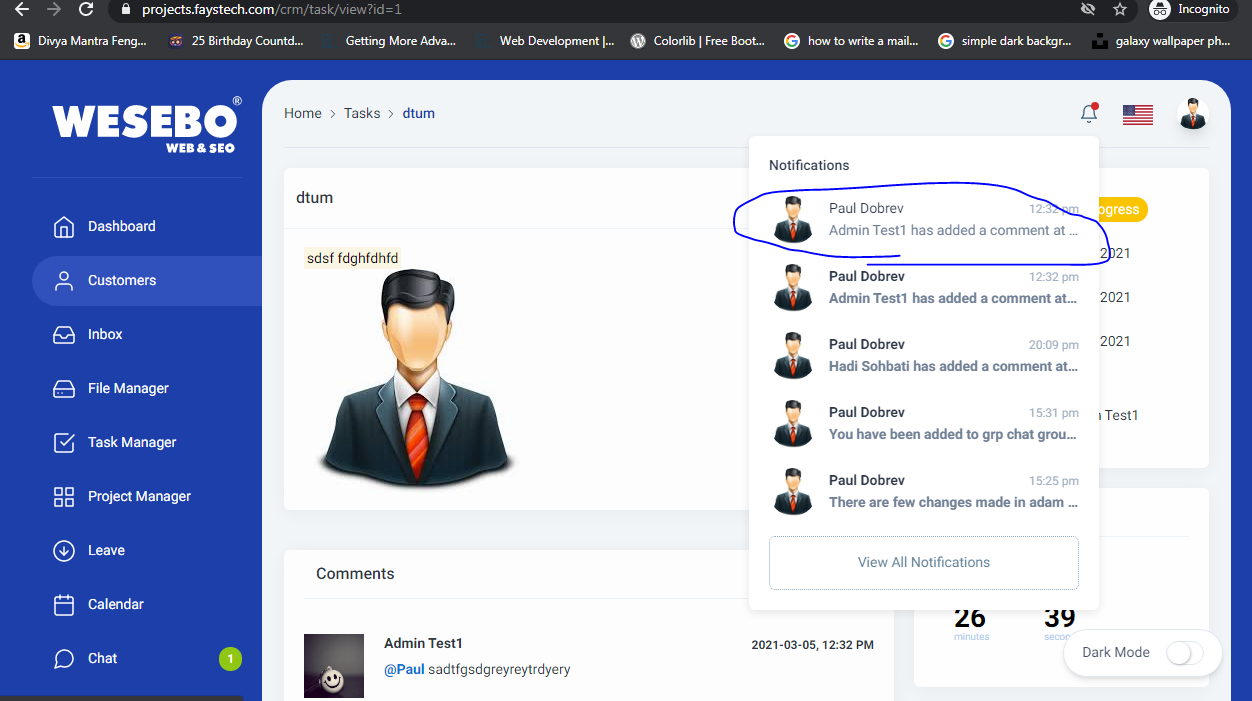 projects.faystech.com/crm/task/view?id=1
Incognito
Divya Mantra Feng...
25 Birthday Countd...
Getting More Adva...
Web Development |...
Colorlib | Free Boot...
how to write a mail...
simple dark backgr...
galaxy wallpaper ph...
WESEBO®
WEB & SEO
Dashboard
Customers
Inbox
File Manager
Task Manager
Project Manager
Leave
Calendar
Chat 1
Home > Tasks > dtum
dtum
sdsf fdghfdhfd
Notifications
Paul Dobrev 12:32 pm
Admin Test1 has added a comment at ...
Paul Dobrev 12:32 pm
Admin Test1 has added a comment at...
Paul Dobrev 20:09 pm
Hadi Sohbati has added a comment at...
Paul Dobrev 15:31 pm
You have been added to grp chat grou...
Paul Dobrev 15:25 pm
There are few changes made in adam ...
View All Notifications
ogress
2021
2021
2021
Test1
Comments
Admin Test1 2021-03-05, 12:32 PM
@Paul sadtfgsdgreyreytrdyery
26 39
minutes
Dark Mode